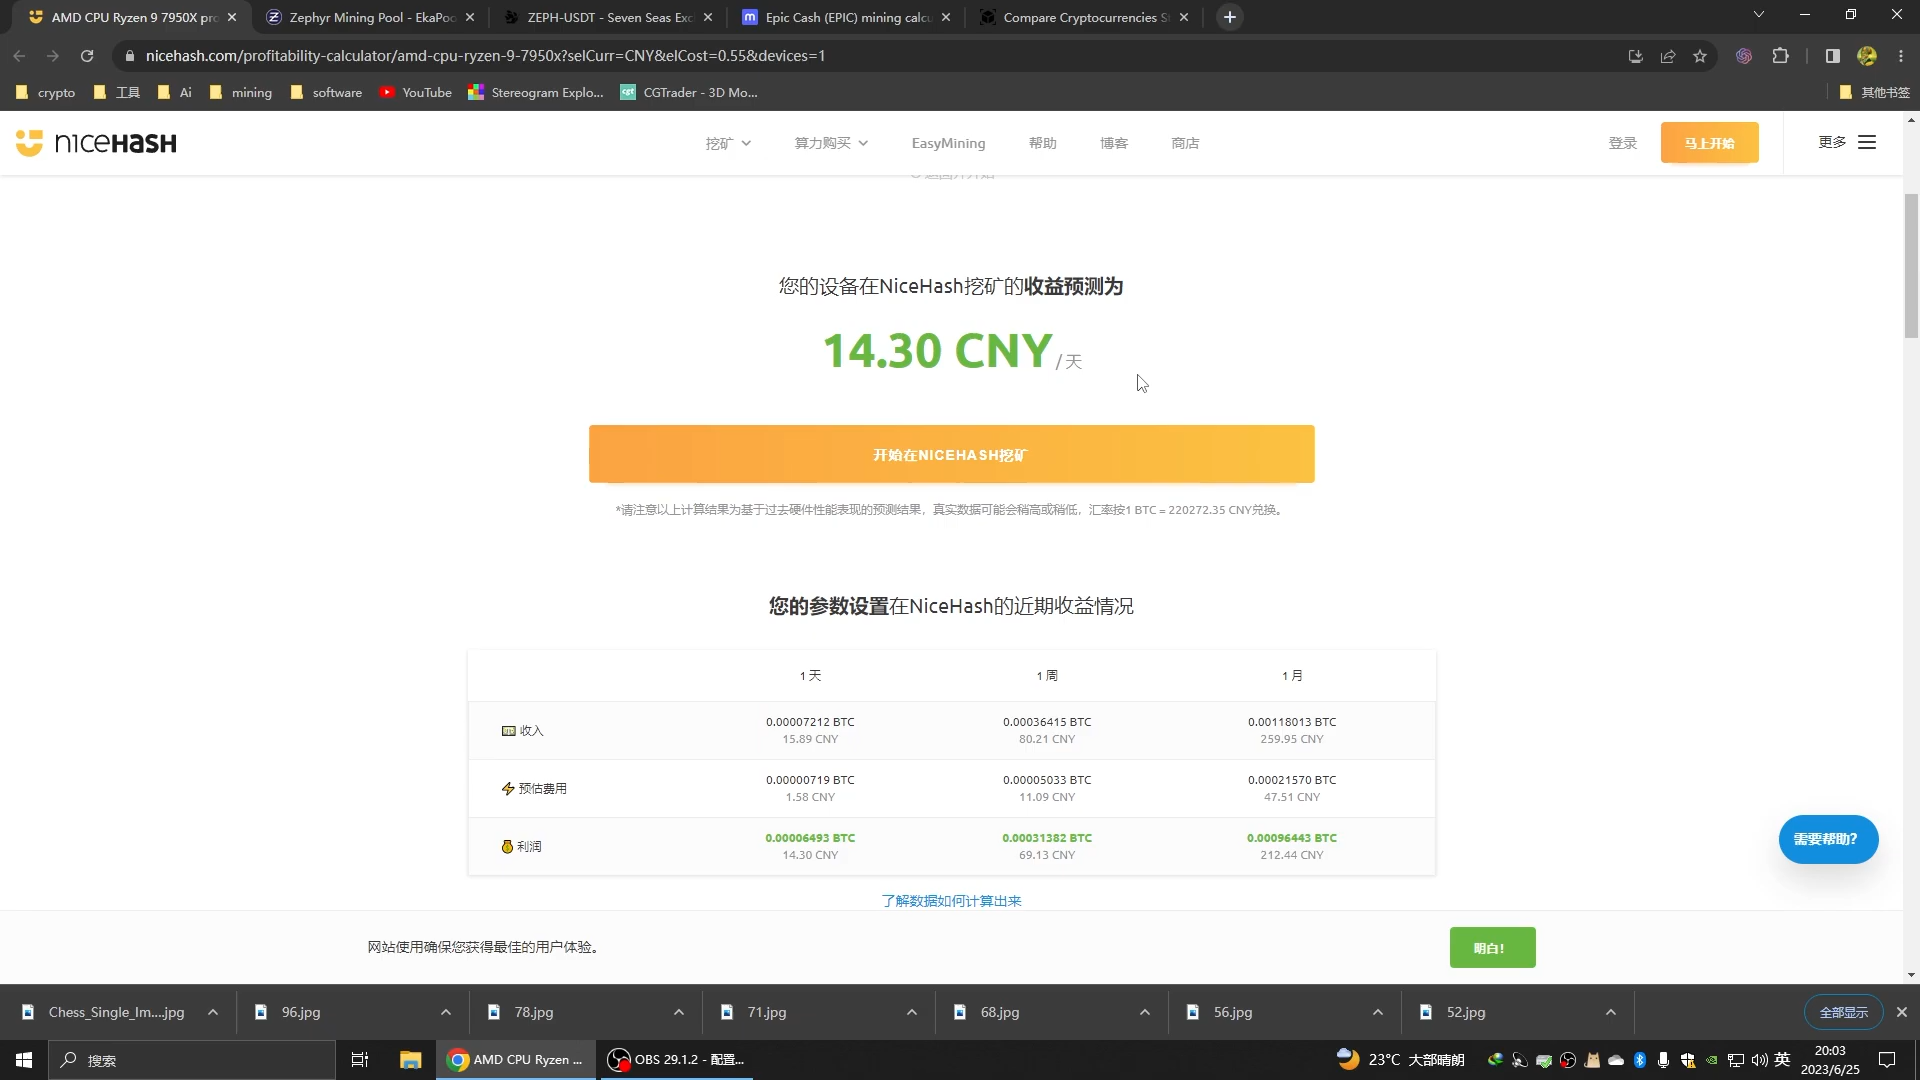 AMD CPU Ryzen 9 7950X pro
Zephyr Mining Pool - EkaPoo
ZEPH-USDT - Seven Seas Exc
Epic Cash (EPIC) mining calcu
Compare Cryptocurrencies S
nicehash.com/profitability-calculator/amd-cpu-ryzen-9-7950x?selCurr=CNY&elCost=0.55&devices=1
crypto 工具 Ai mining software YouTube Stereogram Explo... CGTrader - 3D Mo... 其他书签
niceHASH 挖矿 算力购买 EasyMining 帮助 博客 商店 登录 马上开始 更多
您的设备在NiceHash挖矿的收益预测为
14.30 CNY / 天
开始在NICEHASH挖矿
*请注意以上计算结果为基于过去硬件性能表现的预测结果，真实数据可能会稍高或稍低，汇率按1 BTC = 220272.35 CNY兑换。
您的参数设置在NiceHash的近期收益情况
1 天 1 周 1 月
收入
0.00007212 BTC 0.00036415 BTC 0.00118013 BTC
15.89 CNY 80.21 CNY 259.95 CNY
预估费用
0.00000719 BTC 0.00005033 BTC 0.00021570 BTC
1.58 CNY 11.09 CNY 47.51 CNY
利润
0.00006493 BTC 0.00031382 BTC 0.00096443 BTC
14.30 CNY 69.13 CNY 212.44 CNY
了解数据如何计算出来
需要帮助?
网站使用确保您获得最佳的用户体验。
明白!
Chess_Single_Im....jpg 96.jpg 78.jpg 71.jpg 68.jpg 56.jpg 52.jpg 全部显示
搜索 AMD CPU Ryzen ... OBS 29.1.2 - 配置... 23°C 大部晴朗 英 20:03
2023/6/25